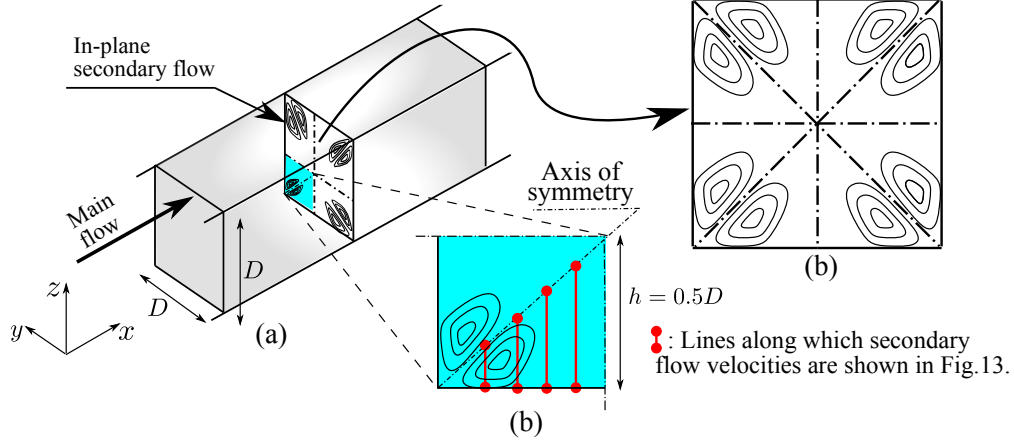 In-plane
secondary flow
Main
flow
D
D
z
y
x
(a)
Axis of
symmetry
h = 0.5D
(b)
(b)
: Lines along which secondary
flow velocities are shown in Fig.13.